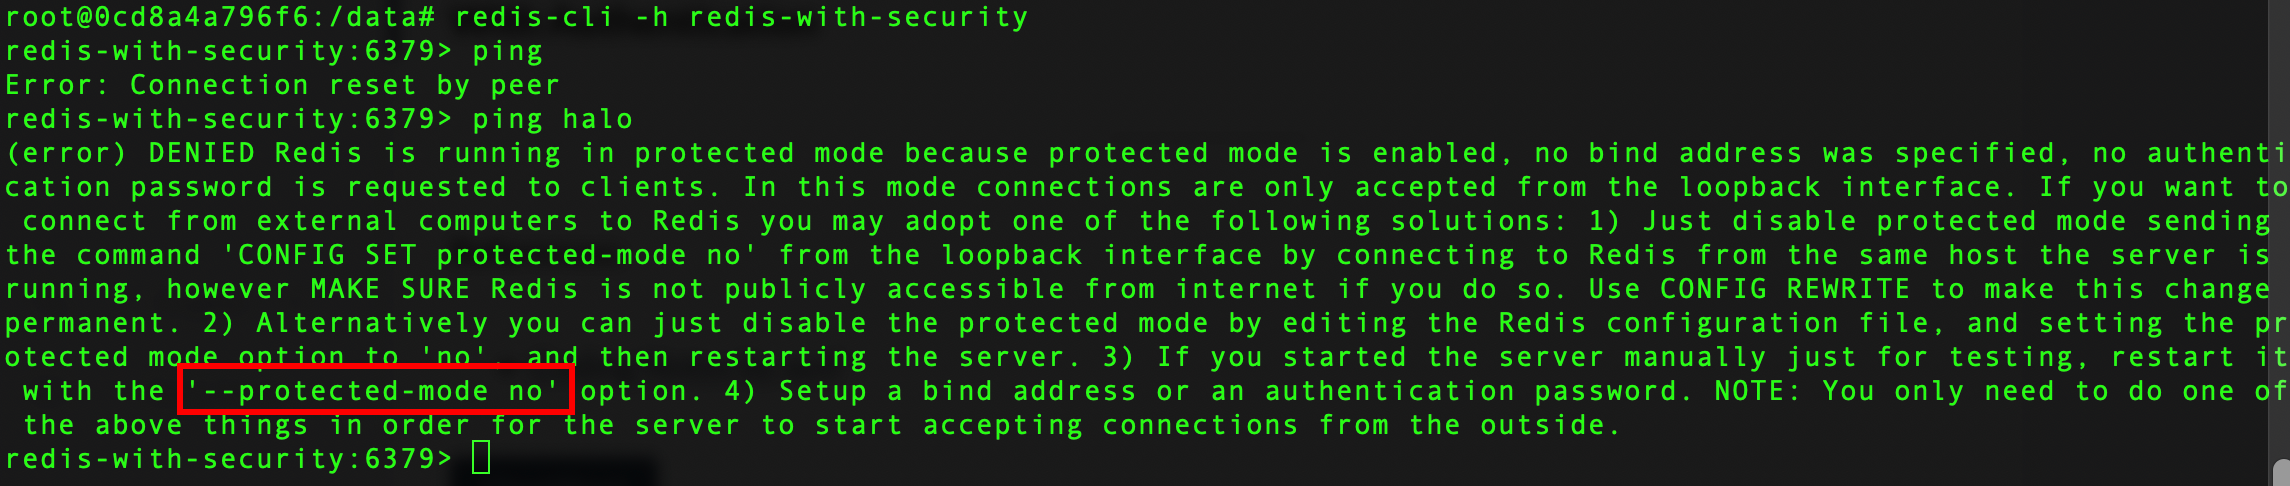 root@0cd8a4a796f6:/data# redis-cli -h redis-with-security
redis-with-security:6379> ping
Error: Connection reset by peer
redis-with-security:6379> ping halo
(error) DENIED Redis is running in protected mode because protected mode is enabled, no bind address was specified, no authenti
cation password is requested to clients. In this mode connections are only accepted from the loopback interface. If you want to
 connect from external computers to Redis you may adopt one of the following solutions: 1) Just disable protected mode sending
the command 'CONFIG SET protected-mode no' from the loopback interface by connecting to Redis from the same host the server is
running, however MAKE SURE Redis is not publicly accessible from internet if you do so. Use CONFIG REWRITE to make this change
permanent. 2) Alternatively you can just disable the protected mode by editing the Redis configuration file, and setting the pr
otected mode option to 'no', and then restarting the server. 3) If you started the server manually just for testing, restart it
 with the '--protected-mode no' option. 4) Setup a bind address or an authentication password. NOTE: You only need to do one of
 the above things in order for the server to start accepting connections from the outside.
redis-with-security:6379>